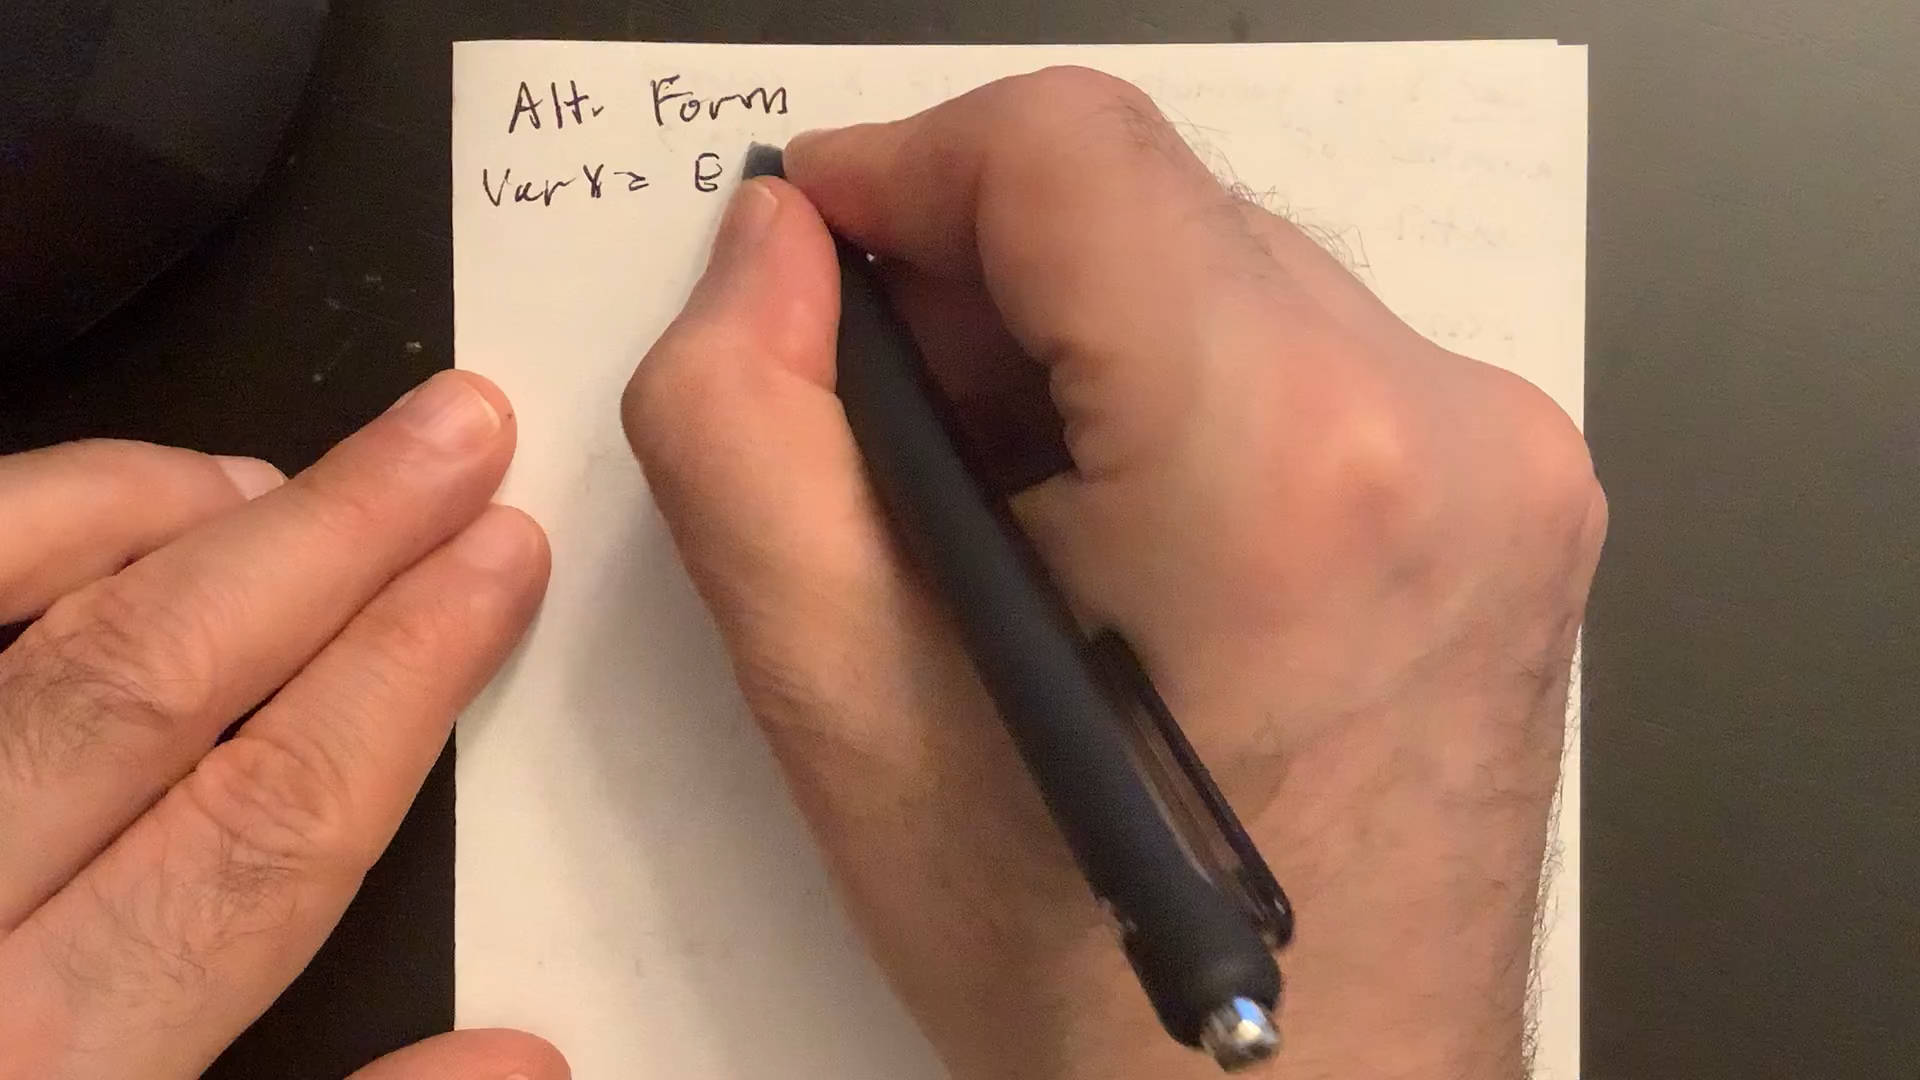 Alt. Form
Var X = E